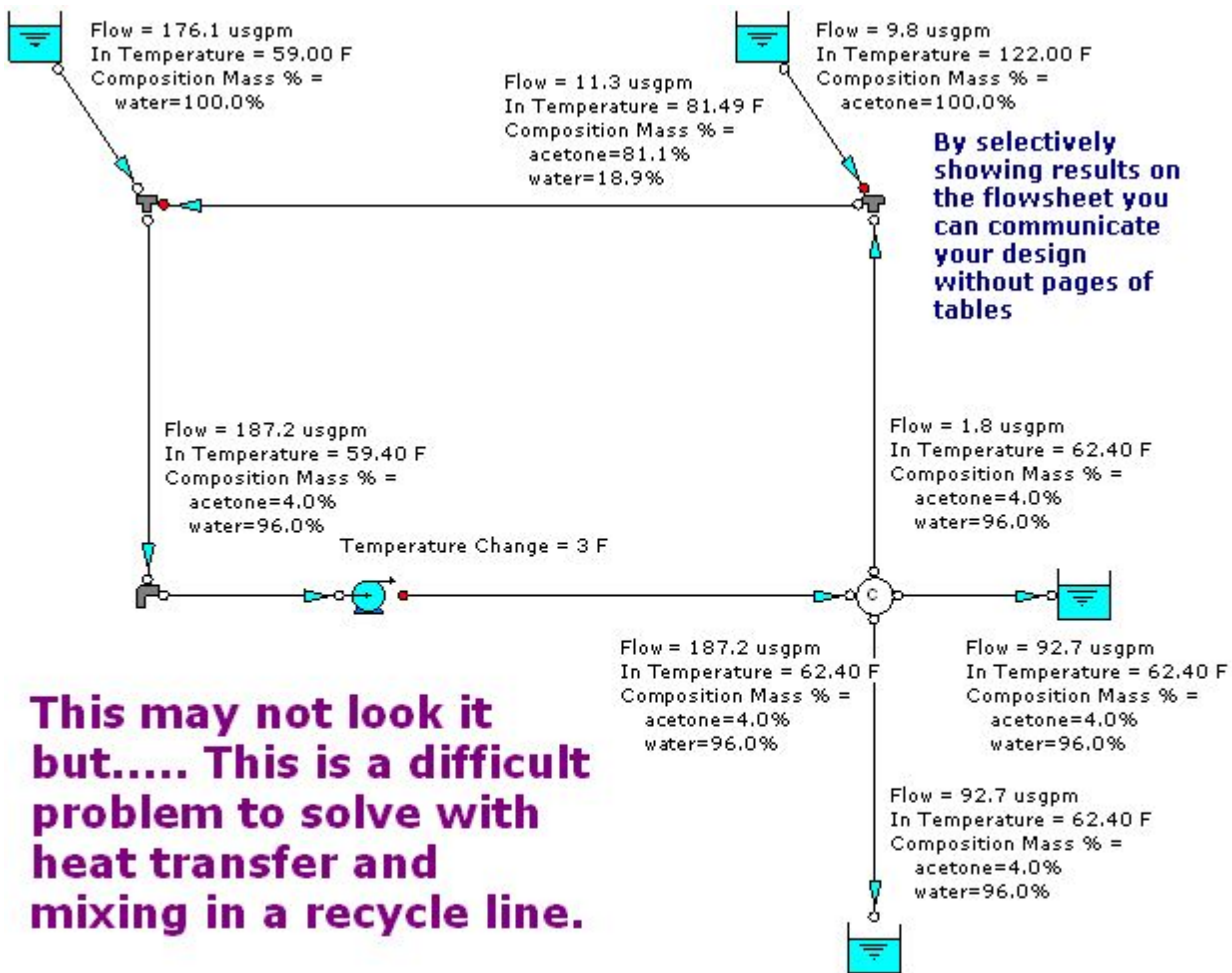 Flow = 176.1 usgpm
In Temperature = 59.00 F
Composition Mass % =
water=100.0%
Flow = 9.8 usgpm
In Temperature = 122.00 F
Composition Mass % =
acetone=100.0%
Flow = 11.3 usgpm
In Temperature = 81.49 F
Composition Mass % =
acetone=81.1%
water=18.9%
By selectively
showing results on
the flowsheet you
can communicate
your design
without pages of
tables
Flow = 187.2 usgpm
In Temperature = 59.40 F
Composition Mass % =
acetone=4.0%
water=96.0%
Flow = 1.8 usgpm
In Temperature = 62.40 F
Composition Mass % =
acetone=4.0%
water=96.0%
Temperature Change = 3 F
C
Flow = 187.2 usgpm
In Temperature = 62.40 F
Composition Mass % =
acetone=4.0%
water=96.0%
Flow = 92.7 usgpm
In Temperature = 62.40 F
Composition Mass % =
acetone=4.0%
water=96.0%
This may not look it
but..... This is a difficult
problem to solve with
heat transfer and
mixing in a recycle line.
Flow = 92.7 usgpm
In Temperature = 62.40 F
Composition Mass % =
acetone=4.0%
water=96.0%